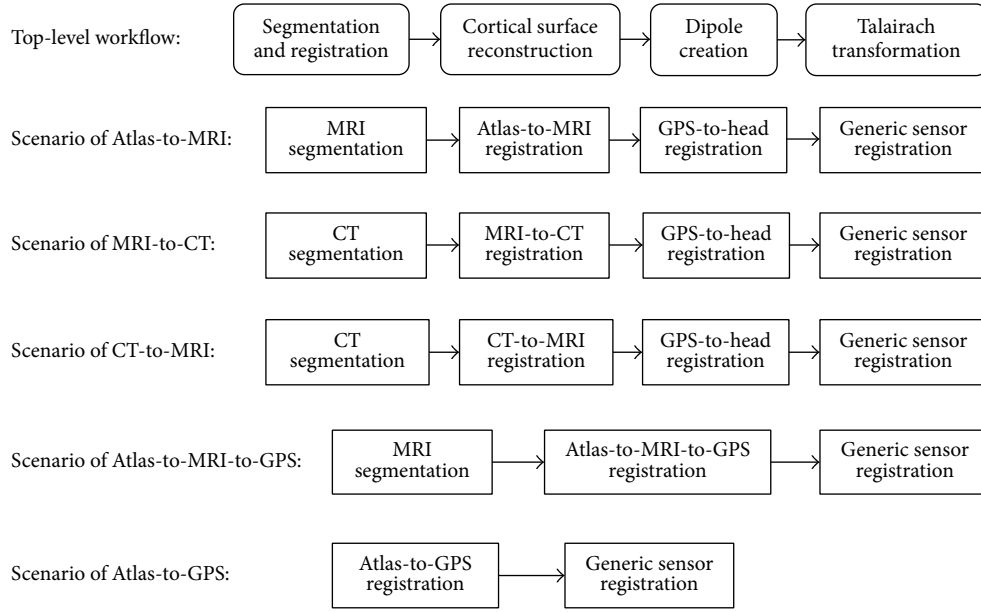 Top-level workflow:
Segmentation
and registration
Cortical surface
reconstruction
Dipole
creation
Talairach
transformation
Scenario of Atlas-to-MRI:
MRI
segmentation
Atlas-to-MRI
registration
GPS-to-head
registration
Generic sensor
registration
Scenario of MRI-to-CT:
CT
segmentation
MRI-to-CT
registration
GPS-to-head
registration
Generic sensor
registration
Scenario of CT-to-MRI:
CT
segmentation
CT-to-MRI
registration
GPS-to-head
registration
Generic sensor
registration
Scenario of Atlas-to-MRI-to-GPS:
MRI
segmentation
Atlas-to-MRI-to-GPS
registration
Generic sensor
registration
Scenario of Atlas-to-GPS:
Atlas-to-GPS
registration
Generic sensor
registration